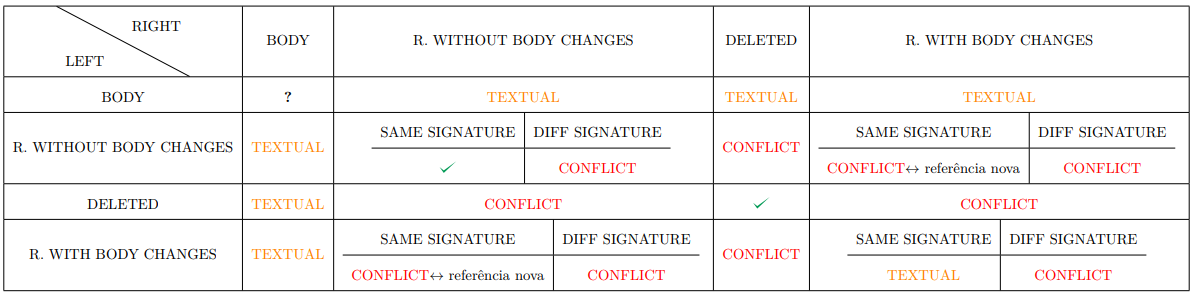 RIGHT
LEFT
BODY
R. WITHOUT BODY CHANGES
DELETED
R. WITH BODY CHANGES
BODY
?
TEXTUAL
TEXTUAL
TEXTUAL
R. WITHOUT BODY CHANGES
TEXTUAL
SAME SIGNATURE
DIFF SIGNATURE
✓
CONFLICT
CONFLICT
SAME SIGNATURE
DIFF SIGNATURE
CONFLICT↔ referência nova
CONFLICT
DELETED
TEXTUAL
CONFLICT
✓
CONFLICT
R. WITH BODY CHANGES
TEXTUAL
SAME SIGNATURE
DIFF SIGNATURE
CONFLICT↔ referência nova
CONFLICT
CONFLICT
SAME SIGNATURE
DIFF SIGNATURE
TEXTUAL
CONFLICT